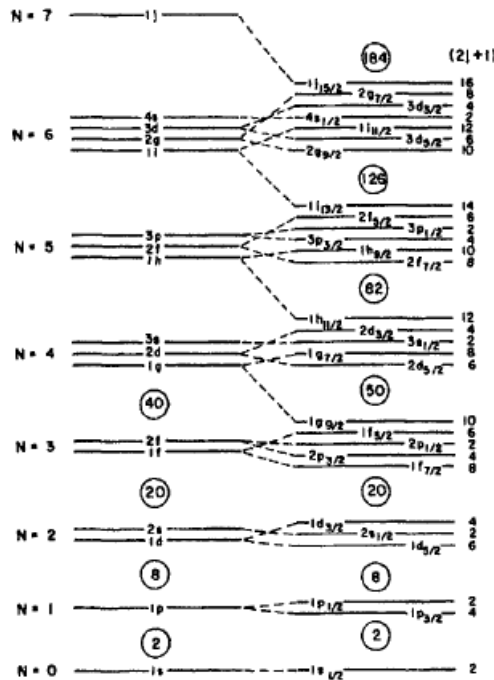 N = 7 1j
184 (2j+1)
1j15/2 16
2g7/2 8
3d3/2 4
4s 4s1/2 2
N = 6 3d 1i11/2 12
2g 3d5/2 6
1i 2g9/2 10
126
1i13/2 14
2f5/2 6
3p 3p1/2 2
N = 5 2f 3p3/2 4
1h 1h9/2 10
2f7/2 8
82
1h11/2 12
2d3/2 4
3s 3s1/2 2
N = 4 2d 1g7/2 8
1g 2d5/2 6
40 50
1g9/2 10
1f5/2 6
N = 3 2f 2p1/2 2
1f 2p3/2 4
1f7/2 8
20 20
1d3/2 4
N = 2 2s 2s1/2 2
1d 1d5/2 6
8 8
N = 1 1p 1p1/2 2
1p3/2 4
2 2
N = 0 1s 1s1/2 2